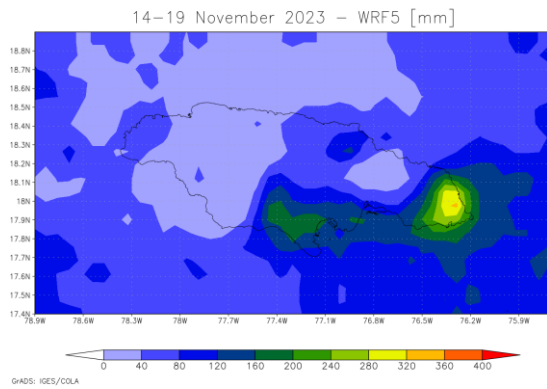 14-19 November 2023 - WRF5 [mm]
18.8N
18.7N
18.6N
18.5N
18.4N
18.3N
18.2N
18.1N
18N
17.9N
17.8N
17.7N
17.6N
17.5N
17.4N
78.9W 78.6W 78.3W 78W 77.7W 77.4W 77.1W 76.8W 76.5W 76.2W 75.9W
0 40 80 120 160 200 240 280 320 360 400
GrADS: IGES/COLA